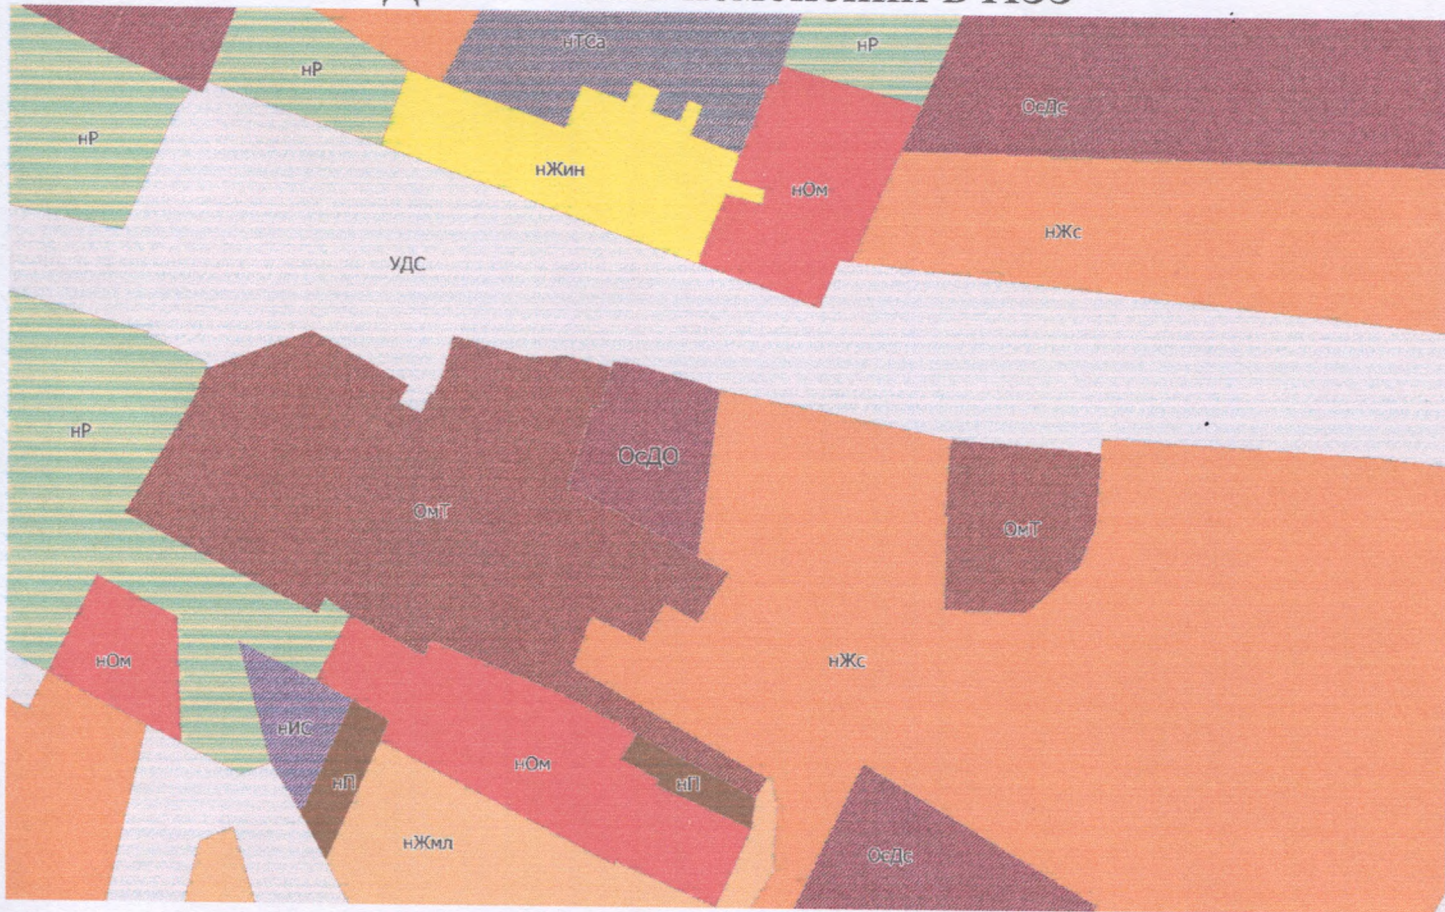 нТСа
нР
нР
ОсДс
нР
нЖин
нОм
нЖс
УДС
нР
ОсДО
ОмТ
ОмТ
нОм
нЖс
нИС
нОм
нП
нП
нЖмл
ОсДс